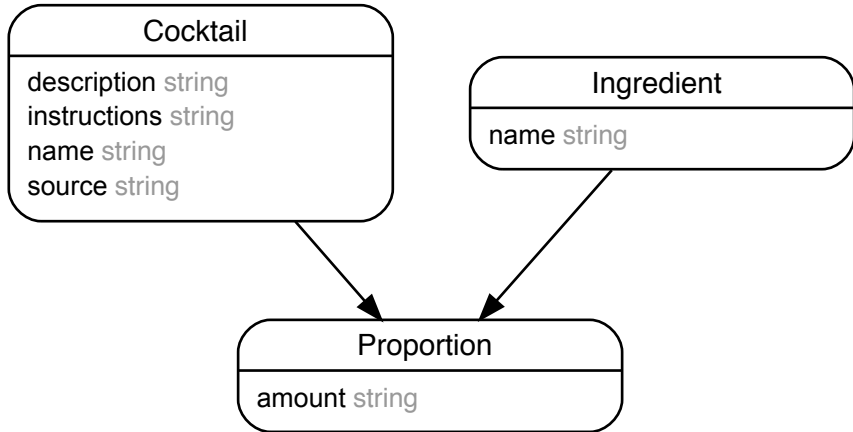 Cocktail
description string
instructions string
name string
source string
Ingredient
name string
Proportion
amount string